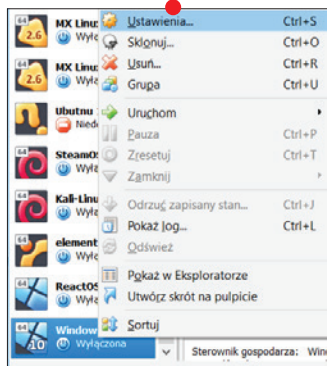 64 MX Linu
2.6 Wyłą
64 MX Linu
2.6 Wyłą
Ubutnu
Nied
64 SteamO
Wyłą
64 Kali-Linu
Wyłą
64 element
Wyłą
ReactOS
Wyłą
64 Window
10 Wyłączona
Ustawienia... Ctrl+S
Sklonuj... Ctrl+O
Usuń... Ctrl+R
Grupa Ctrl+U
Uruchom
Pauza Ctrl+P
Zresetuj Ctrl+T
Zamknij
Odrzuć zapisany stan... Ctrl+J
Pokaż log... Ctrl+L
Odśwież
Pokaż w Eksploratorze
Utwórz skrót na pulpicie
Sortuj
Sterownik gospodarza: Win